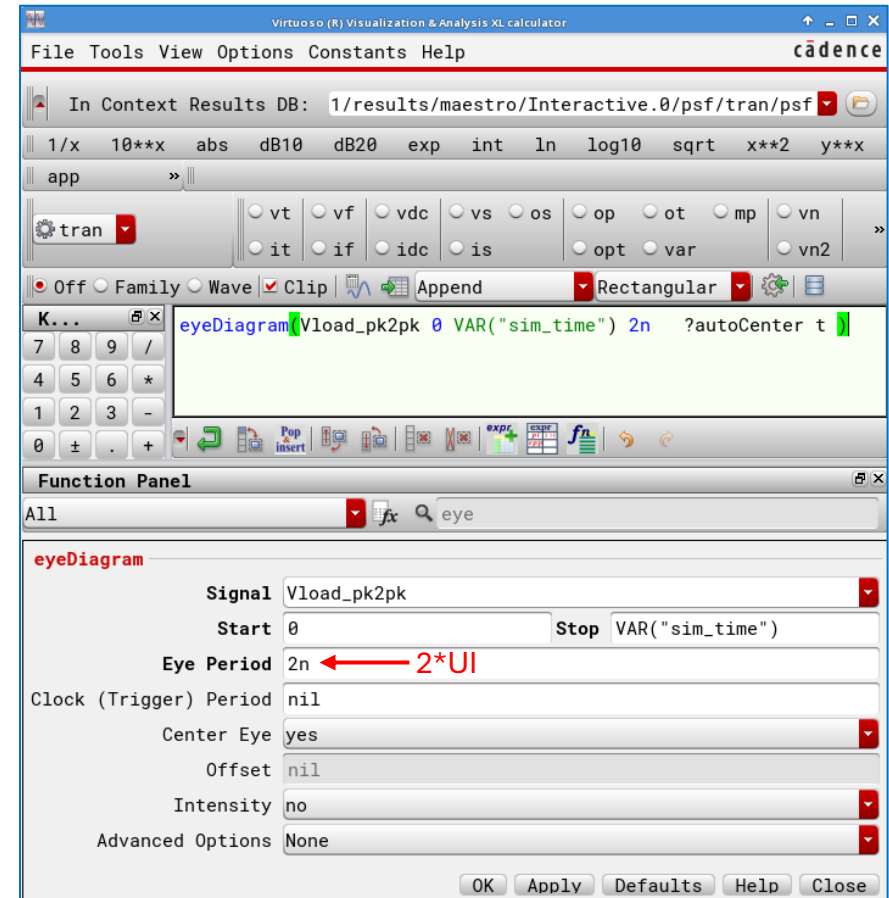 Virtuoso (R) Visualization & Analysis XL calculator
File Tools View Options Constants Help cādence
In Context Results DB: 1/results/maestro/Interactive.0/psf/tran/psf
1/x 10**x abs dB10 dB20 exp int ln log10 sqrt x**2 y**x
app »
tran vt vf vdc vs os op ot mp vn »
it if idc is opt var vn2
Off Family Wave Clip Append Rectangular
K...
eyeDiagram(Vload_pk2pk 0 VAR("sim_time") 2n ?autoCenter t )
7 8 9 /
4 5 6 *
1 2 3 -
0 ± . + Pop & insert expr expr fn
Function Panel
All fx eye
eyeDiagram
Signal Vload_pk2pk
Start 0 Stop VAR("sim_time")
Eye Period 2n 2*UI
Clock (Trigger) Period nil
Center Eye yes
Offset nil
Intensity no
Advanced Options None
OK Apply Defaults Help Close